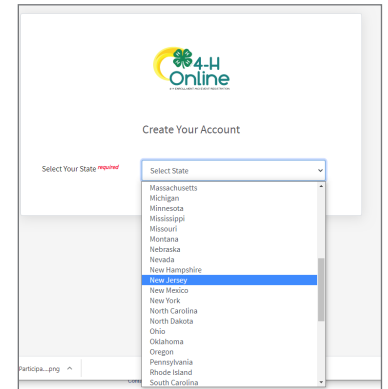 4-H
Online
4-H ENROLLMENT AND EVENT REGISTRATION
Create Your Account
Select Your State required
Select State
Massachusetts
Michigan
Minnesota
Mississippi
Missouri
Montana
Nebraska
Nevada
New Hampshire
New Jersey
New Mexico
New York
North Carolina
North Dakota
Ohio
Oklahoma
Oregon
Pennsylvania
Rhode Island
South Carolina
Participa....png